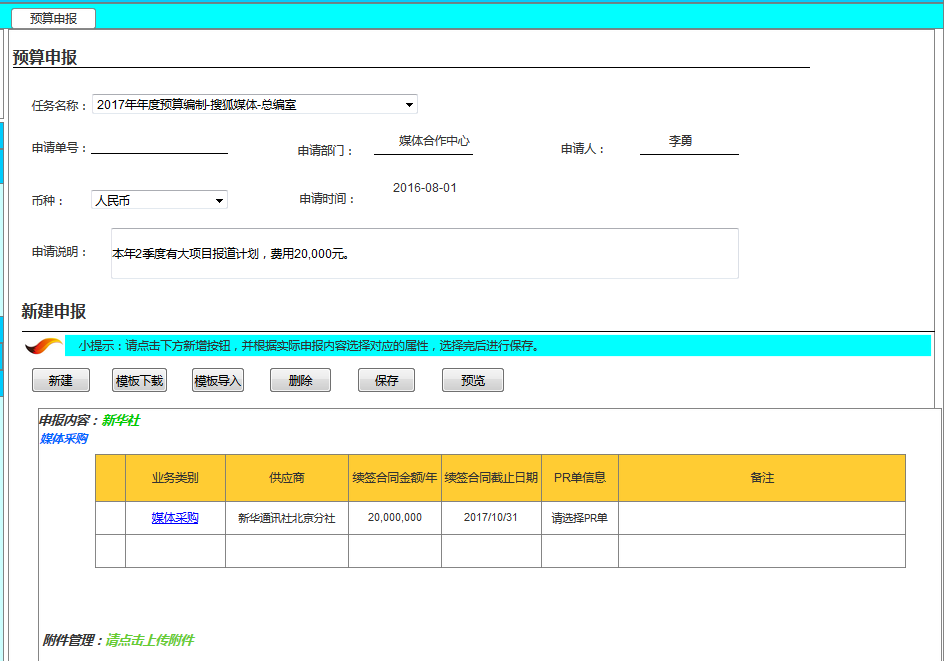 预算申报
预算申报
任务名称： 2017年年度预算编制-搜狐媒体-总编室
申请单号： 申请部门： 媒体合作中心 申请人： 李勇
币种： 人民币 申请时间： 2016-08-01
申请说明： 本年2季度有大项目报道计划，费用20,000元。
新建申报
小提示：请点击下方新增按钮，并根据实际申报内容选择对应的属性，选择完后进行保存。
新建 模板下载 模板导入 删除 保存 预览
申报内容：新华社
媒体采购
业务类别 供应商 续签合同金额/年 续签合同截止日期 PR单信息 备注
媒体采购 新华通讯社北京分社 20,000,000 2017/10/31 请选择PR单
附件管理：请点击上传附件